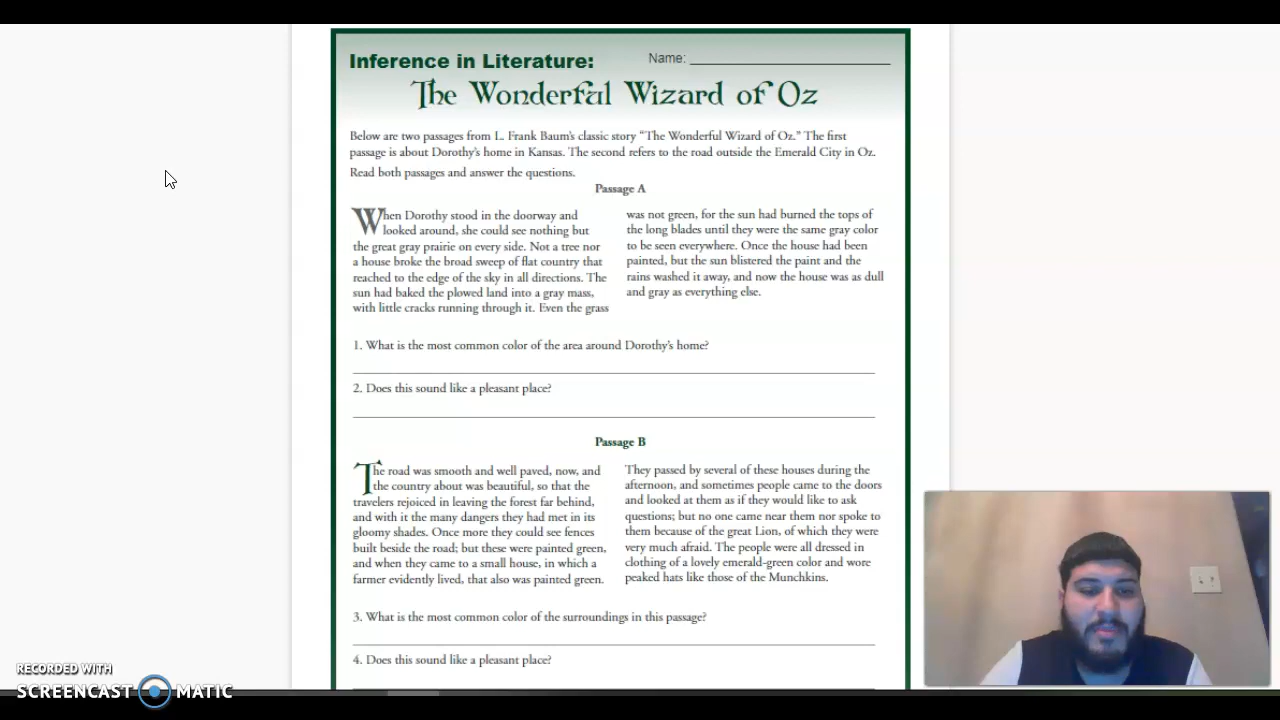 Inference in Literature:
Name:
The Wonderful Wizard of Oz
Below are two passages from L. Frank Baum's classic story “The Wonderful Wizard of Oz.” The first
passage is about Dorothy's home in Kansas. The second refers to the road outside the Emerald City in Oz.
Read both passages and answer the questions.
Passage A
When Dorothy stood in the doorway and
looked around, she could see nothing but
the great gray prairie on every side. Not a tree nor
a house broke the broad sweep of flat country that
reached to the edge of the sky in all directions. The
sun had baked the plowed land into a gray mass,
with little cracks running through it. Even the grass
was not green, for the sun had burned the tops of
the long blades until they were the same gray color
to be seen everywhere. Once the house had been
painted, but the sun blistered the paint and the
rains washed it away, and now the house was as dull
and gray as everything else.
1. What is the most common color of the area around Dorothy's home?
2. Does this sound like a pleasant place?
Passage B
The road was smooth and well paved, now, and
the country about was beautiful, so that the
travelers rejoiced in leaving the forest far behind,
and with it the many dangers they had met in its
gloomy shades. Once more they could see fences
built beside the road; but these were painted green,
and when they came to a small house, in which a
farmer evidently lived, that also was painted green.
They passed by several of these houses during the
afternoon, and sometimes people came to the doors
and looked at them as if they would like to ask
questions; but no one came near them nor spoke to
them because of the great Lion, of which they were
very much afraid. The people were all dressed in
clothing of a lovely emerald-green color and wore
peaked hats like those of the Munchkins.
3. What is the most common color of the surroundings in this passage?
4. Does this sound like a pleasant place?
RECORDED WITH
SCREENCAST MATIC